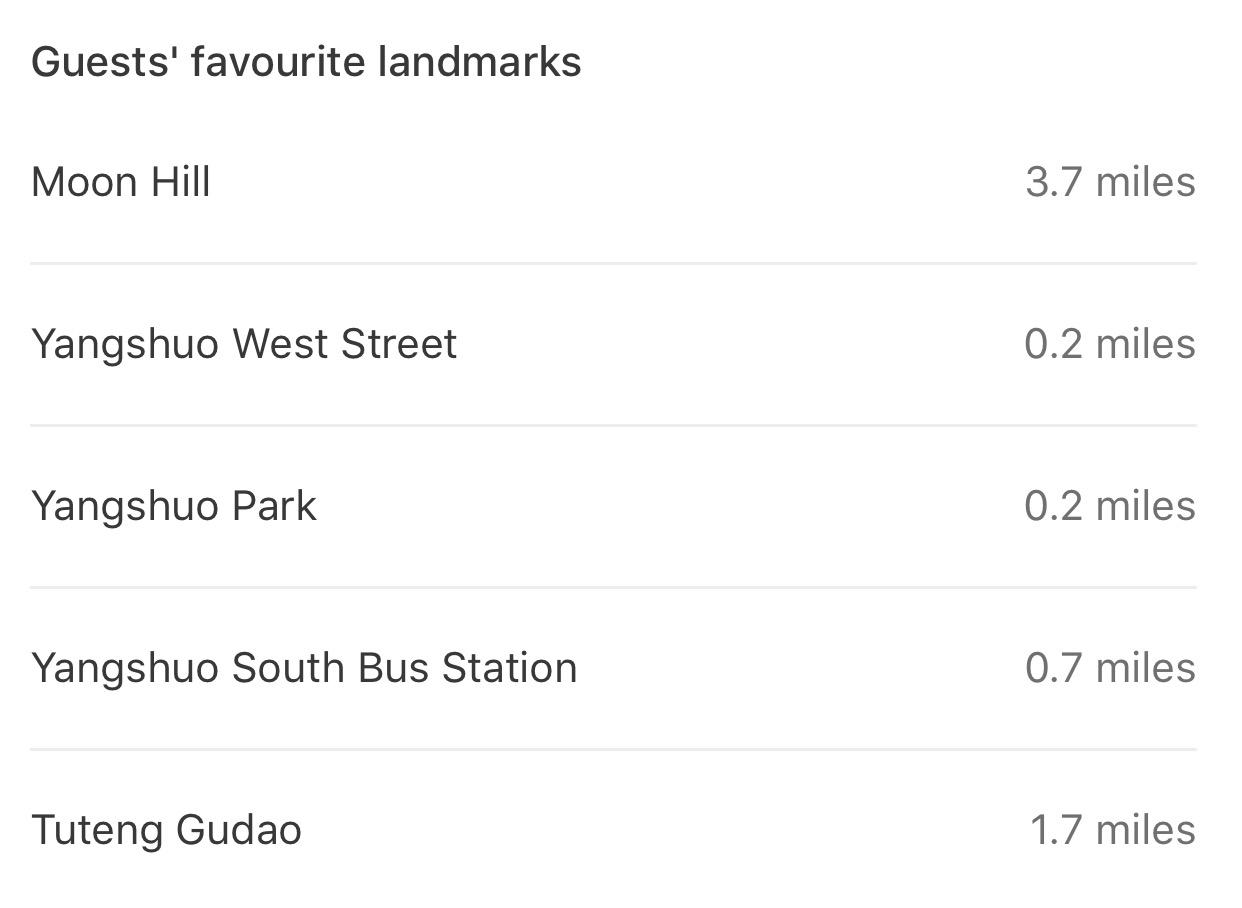 Guests' favourite landmarks
Moon Hill 3.7 miles
Yangshuo West Street 0.2 miles
Yangshuo Park 0.2 miles
Yangshuo South Bus Station 0.7 miles
Tuteng Gudao 1.7 miles